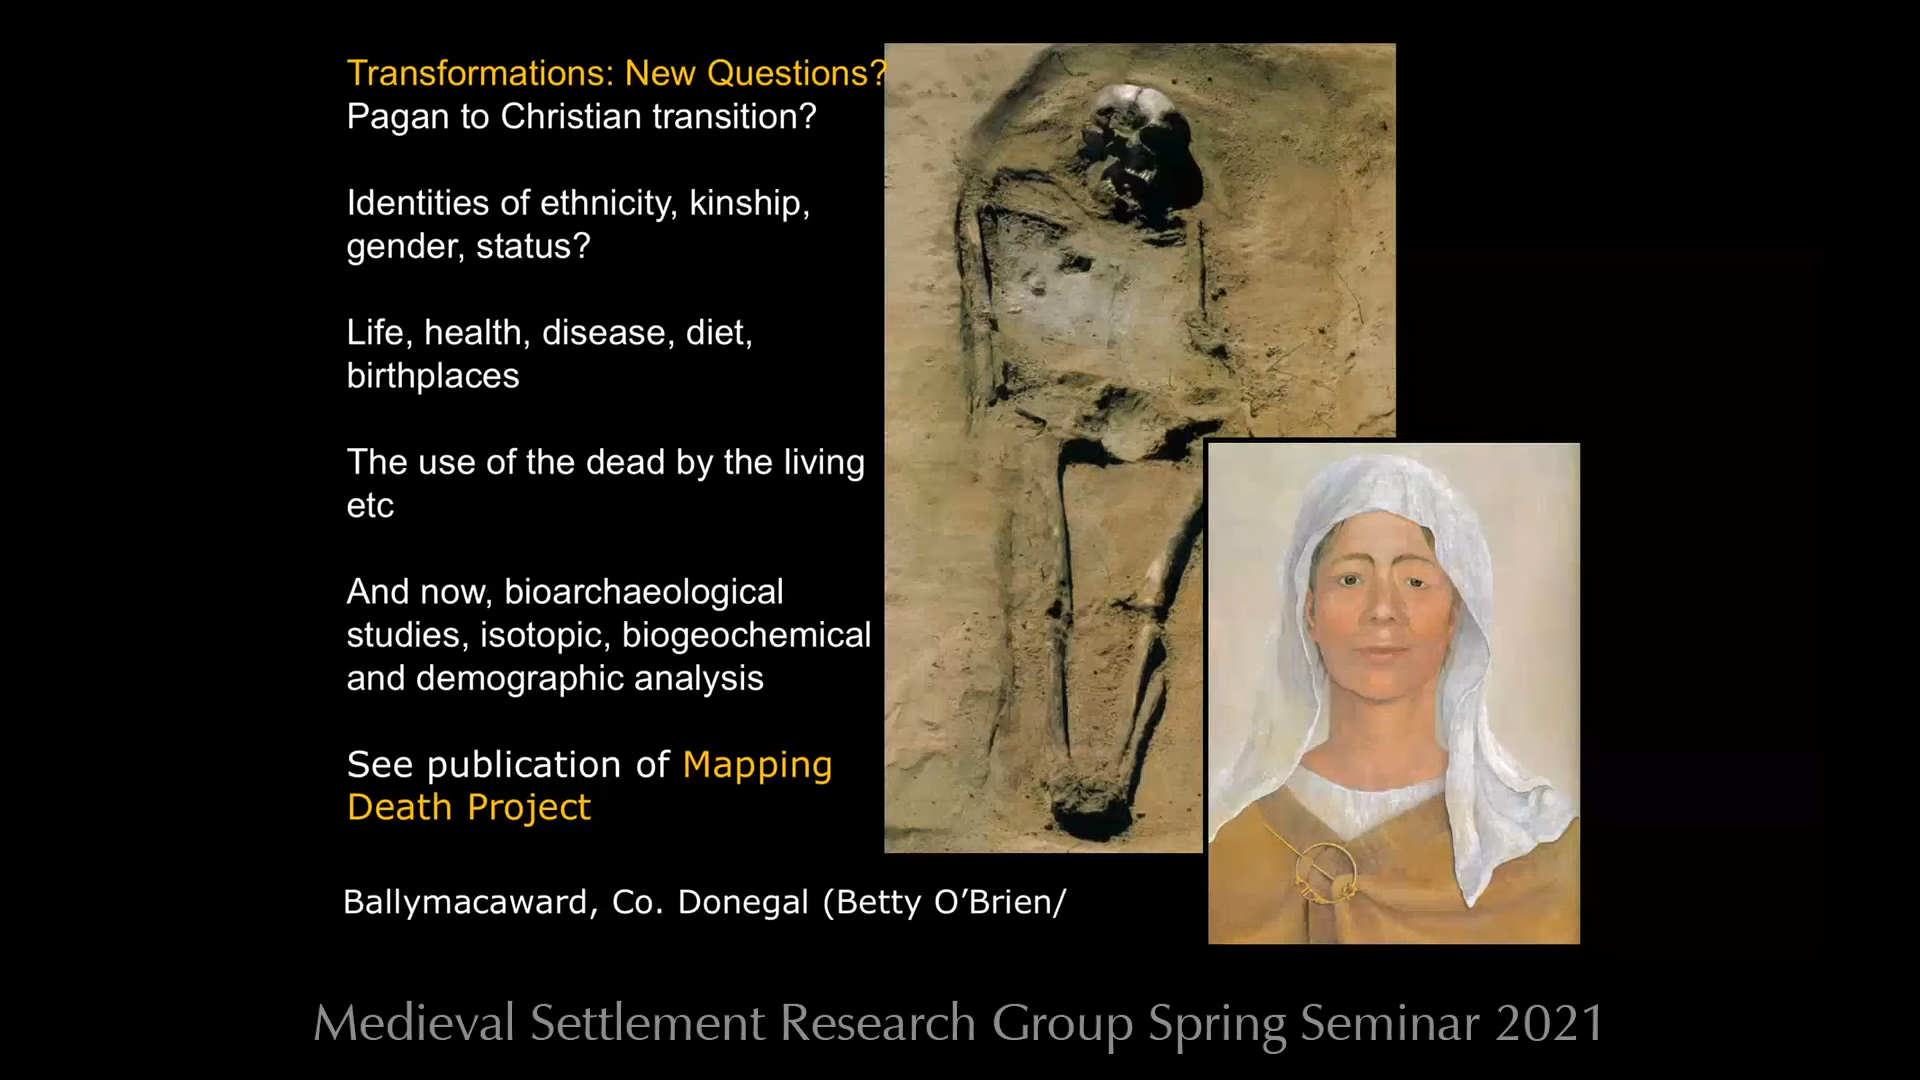 Transformations: New Questions?
Pagan to Christian transition?
Identities of ethnicity, kinship,
gender, status?
Life, health, disease, diet,
birthplaces
The use of the dead by the living
etc
And now, bioarchaeological
studies, isotopic, biogeochemical
and demographic analysis
See publication of Mapping
Death Project
Ballymacaward, Co. Donegal (Betty O’Brien/
Medieval Settlement Research Group Spring Seminar 2021